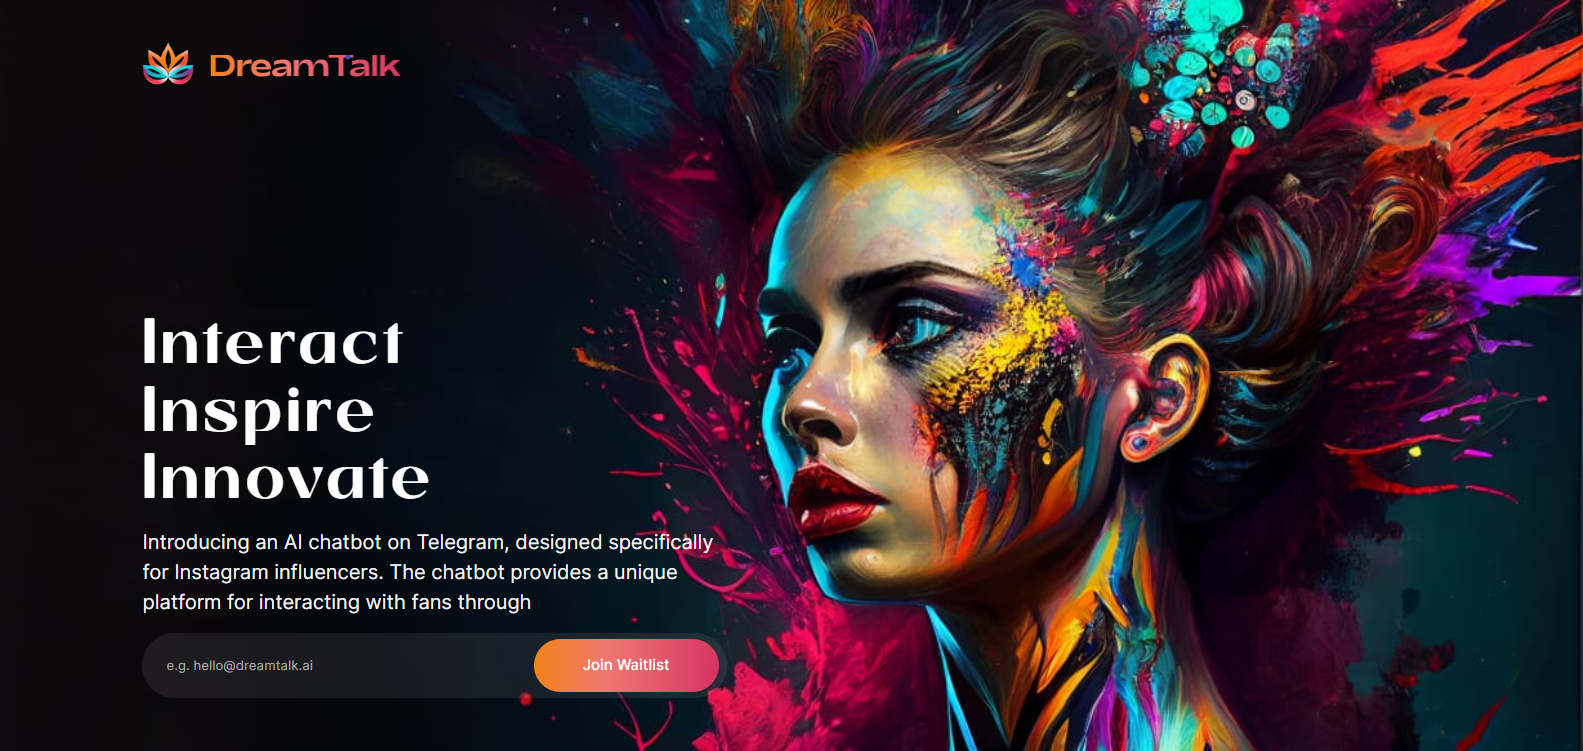 DreamTalk
Interact
Inspire
Innovate
Introducing an AI chatbot on Telegram, designed specifically
for Instagram influencers. The chatbot provides a unique
platform for interacting with fans through
e.g. hello@dreamtalk.ai
Join Waitlist